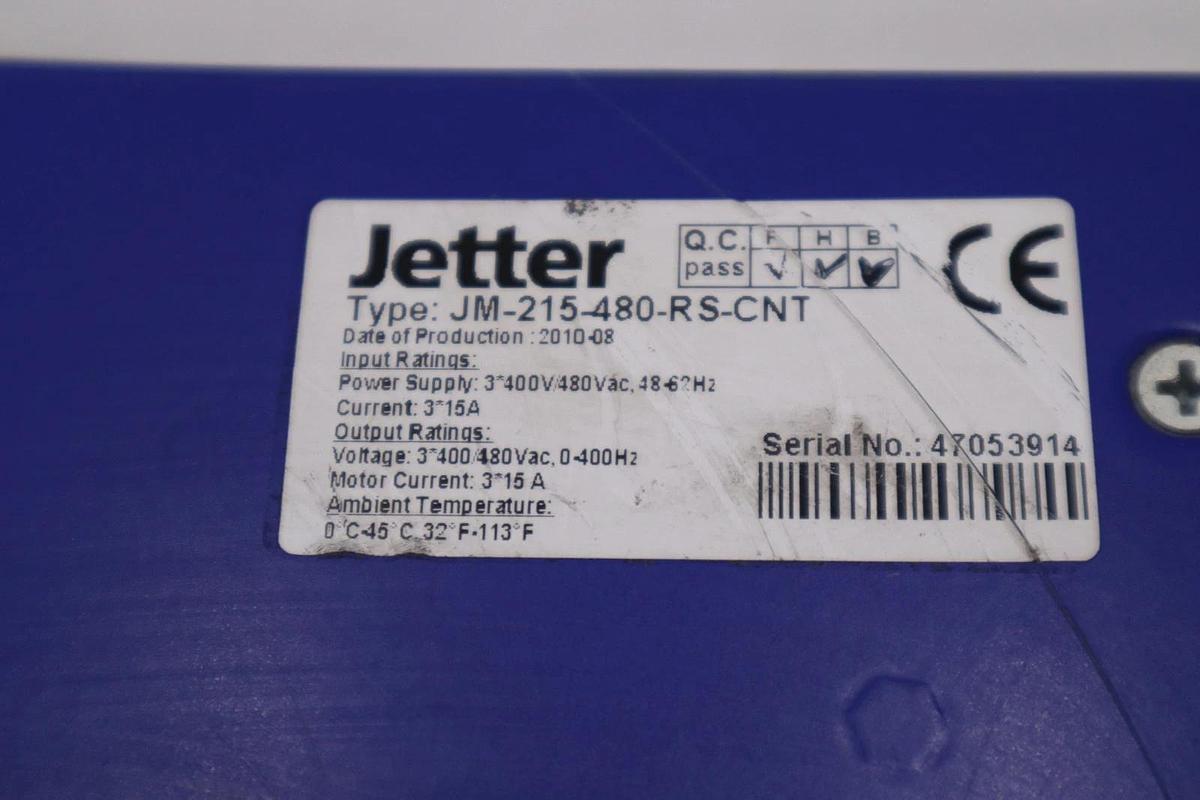 Jetter
Q.C. F H B
pass ✓ ✓ ✓
CE
Type: JM-215-480-RS-CNT
Date of Production : 2010-08
Input Ratings:
Power Supply: 3*400V/480Vac, 48-62Hz
Current: 3*15A
Output Ratings:
Voltage: 3*400/480Vac, 0-400Hz
Motor Current: 3*15 A
Ambient Temperature:
0°C-45°C, 32°F-113°F
Serial No.: 47053914